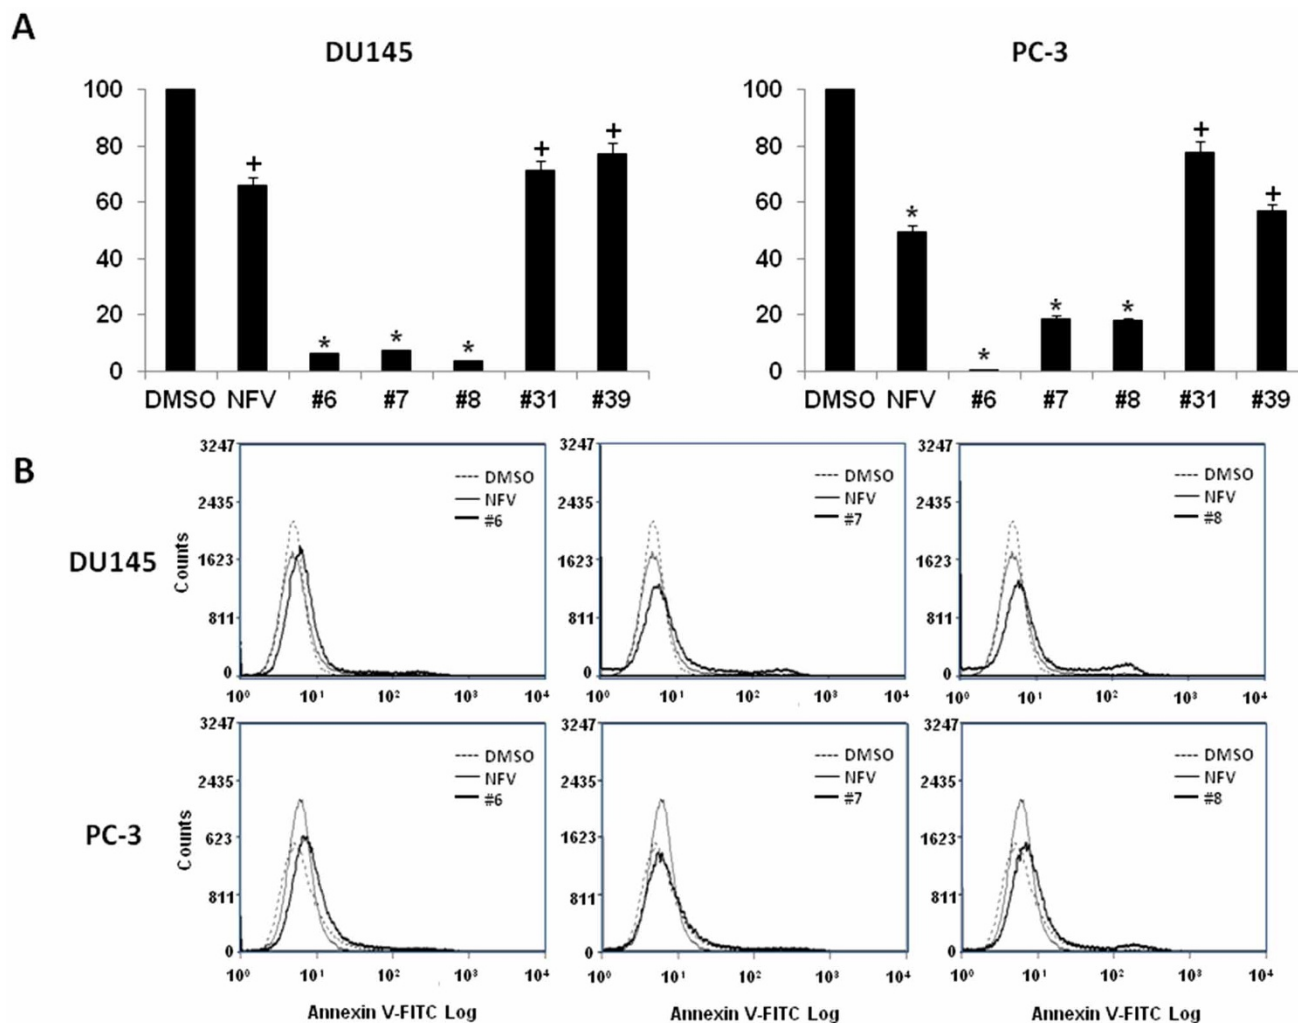 A
DU145
PC-3
100
80
60
40
20
0
+
*
*
*
+
+
DMSO NFV #6 #7 #8 #31 #39
100
80
60
40
20
0
*
*
*
*
+
+
DMSO NFV #6 #7 #8 #31 #39
B
DU145
Counts
3247
2435
1623
811
0
DMSO
NFV
#6
10⁰ 10¹ 10² 10³ 10⁴
3247
2435
1623
811
0
DMSO
NFV
#7
10⁰ 10¹ 10² 10³ 10⁴
3247
2435
1623
811
0
DMSO
NFV
#8
10⁰ 10¹ 10² 10³ 10⁴
PC-3
Counts
3247
2435
623
811
0
DMSO
NFV
#6
10⁰ 10¹ 10² 10³ 10⁴
Annexin V-FITC Log
3247
2435
1623
811
0
DMSO
NFV
#7
10⁰ 10¹ 10² 10³ 10⁴
Annexin V-FITC Log
3247
2435
1623
811
0
DMSO
NFV
#8
10⁰ 10¹ 10² 10³ 10⁴
Annexin V-FITC Log